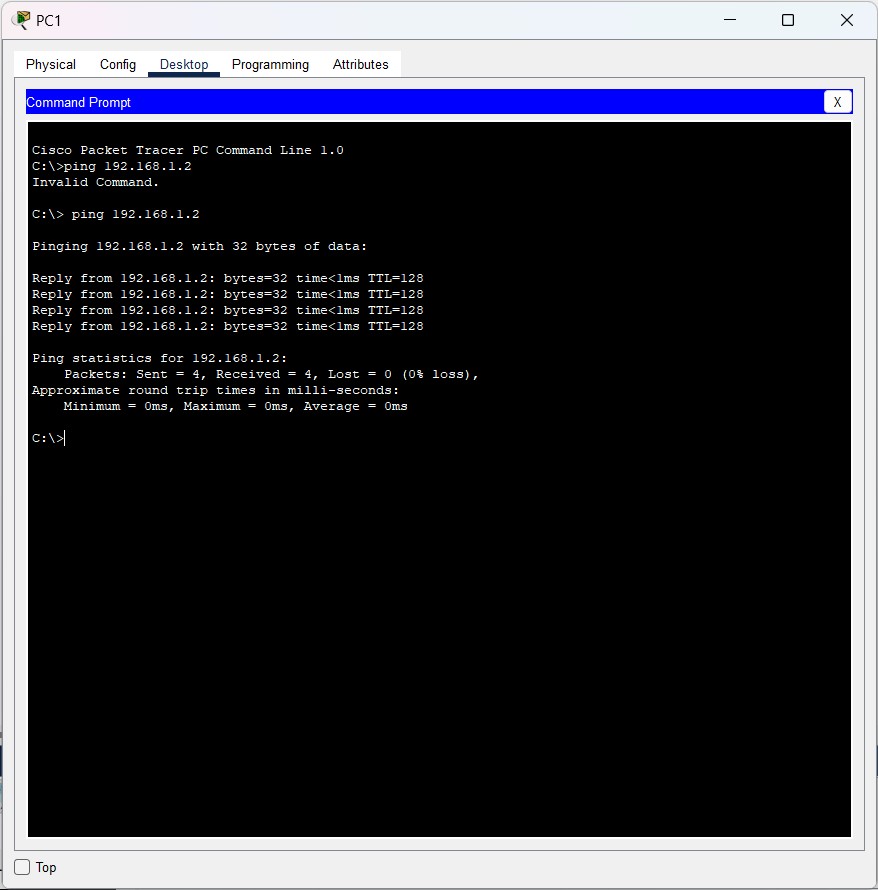 PC1
Physical Config Desktop Programming Attributes
Command Prompt X
Cisco Packet Tracer PC Command Line 1.0
C:\>ping 192.168.1.2
Invalid Command.
C:\> ping 192.168.1.2
Pinging 192.168.1.2 with 32 bytes of data:
Reply from 192.168.1.2: bytes=32 time<1ms TTL=128
Reply from 192.168.1.2: bytes=32 time<1ms TTL=128
Reply from 192.168.1.2: bytes=32 time<1ms TTL=128
Reply from 192.168.1.2: bytes=32 time<1ms TTL=128
Ping statistics for 192.168.1.2:
Packets: Sent = 4, Received = 4, Lost = 0 (0% loss),
Approximate round trip times in milli-seconds:
Minimum = 0ms, Maximum = 0ms, Average = 0ms
C:\>
Top